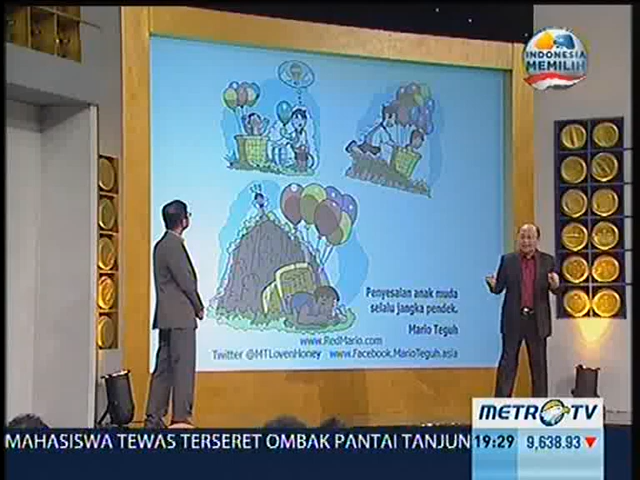 INDONESIA
MEMILIH
Penyesalan anak muda
selalu jangka pendek.
Mario Teguh
www.RedMario.com
Twitter @MTLovenHoney www.Facebook.MarioTeguh.asia
METRO TV
MAHASISWA TEWAS TERSERET OMBAK PANTAI TANJUN
19:29 9,638.93